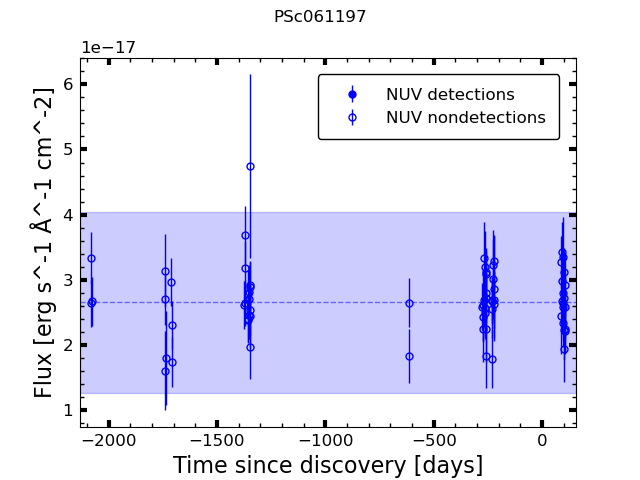 PSc061197
1e−17
NUV detections
NUV nondetections
6
5
4
3
2
1
Flux [erg s^-1 Å^-1 cm^-2]
−2000 −1500 −1000 −500 0
Time since discovery [days]